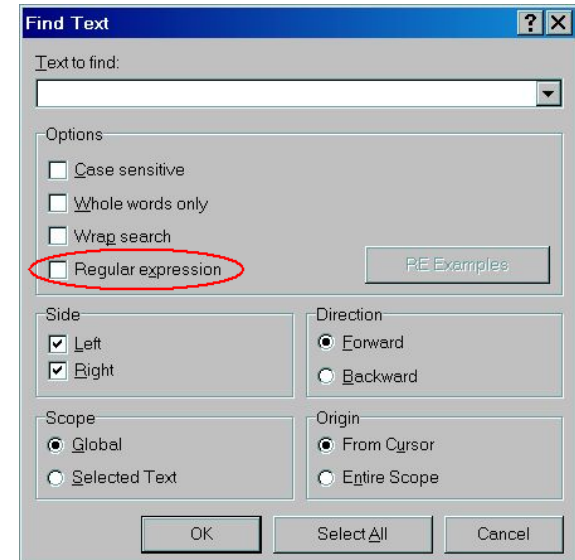 Find Text
Text to find:
Options
Case sensitive
Whole words only
Wrap search
Regular expression
RE Examples
Side
Left
Right
Direction
Forward
Backward
Scope
Global
Selected Text
Origin
From Cursor
Entire Scope
OK
Select All
Cancel